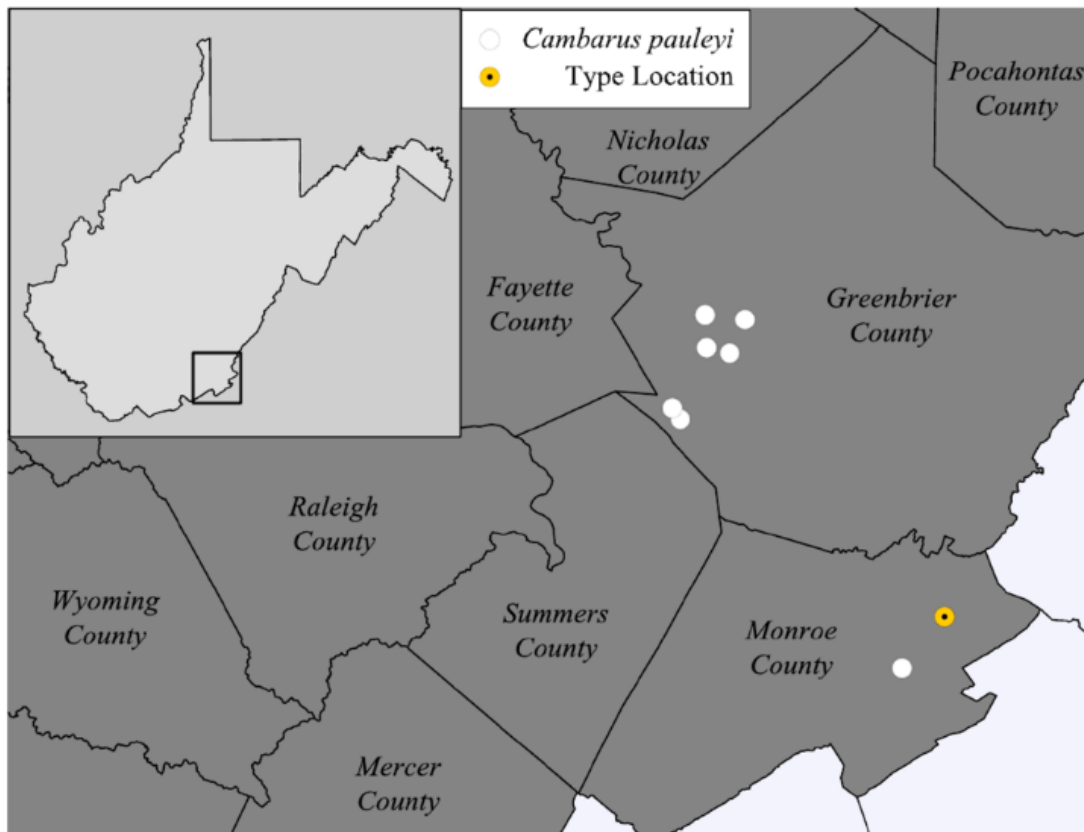 Cambarus pauleyi
Type Location
Pocahontas
County
Nicholas
County
Fayette
County
Greenbrier
County
Raleigh
County
Wyoming
County
Summers
County
Monroe
County
Mercer
County